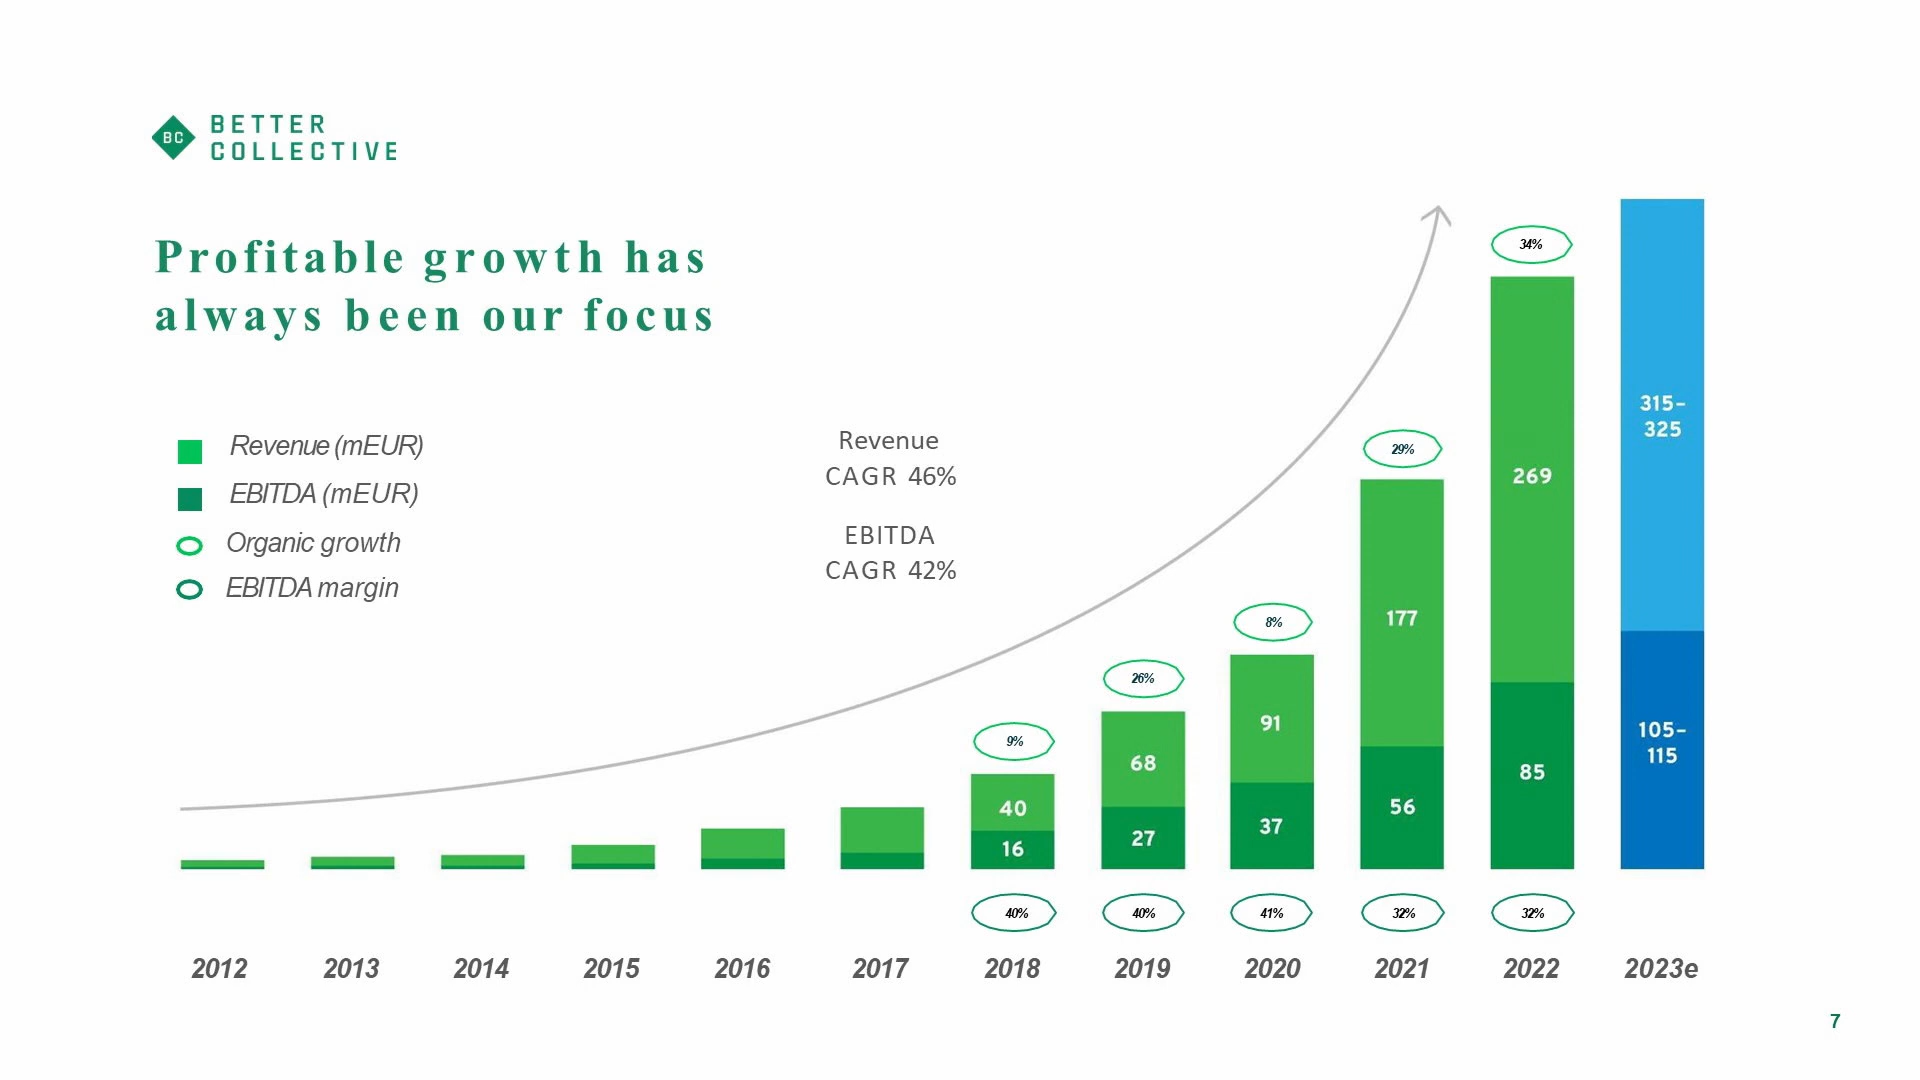 BC
BETTER
COLLECTIVE
Profitable growth has
always been our focus
Revenue (mEUR)
EBITDA (mEUR)
Organic growth
EBITDA margin
Revenue
CAGR 46%
EBITDA
CAGR 42%
9%
40
16
40%
26%
68
27
40%
8%
91
37
41%
29%
177
56
32%
34%
269
85
32%
315-
325
105-
115
2012
2013
2014
2015
2016
2017
2018
2019
2020
2021
2022
2023e
7